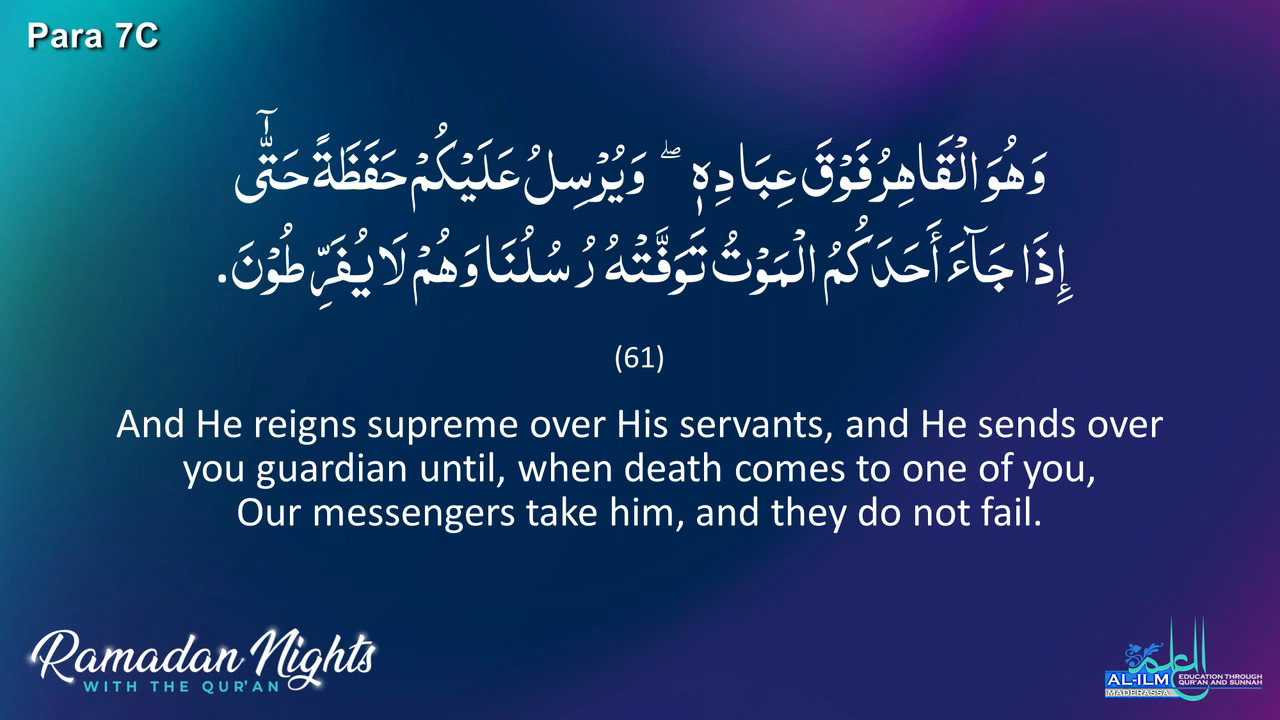 Para 7C
وَهُوَ الْقَاهِرُ فَوْقَ عِبَادِهٖ ۖ وَيُرْسِلُ عَلَيْكُمْ حَفَظَةً حَتّٰٓى
إِذَا جَآءَ أَحَدَكُمُ الْمَوْتُ تَوَفَّتْهُ رُسُلُنَا وَهُمْ لَا يُفَرِّطُوْنَ.
(61)
And He reigns supreme over His servants, and He sends over
you guardian until, when death comes to one of you,
Our messengers take him, and they do not fail.
Ramadan Nights
WITH THE QUR'AN
العلم
AL-ILM
MADERASSA
EDUCATION THROUGH
QUR'AN AND SUNNAH